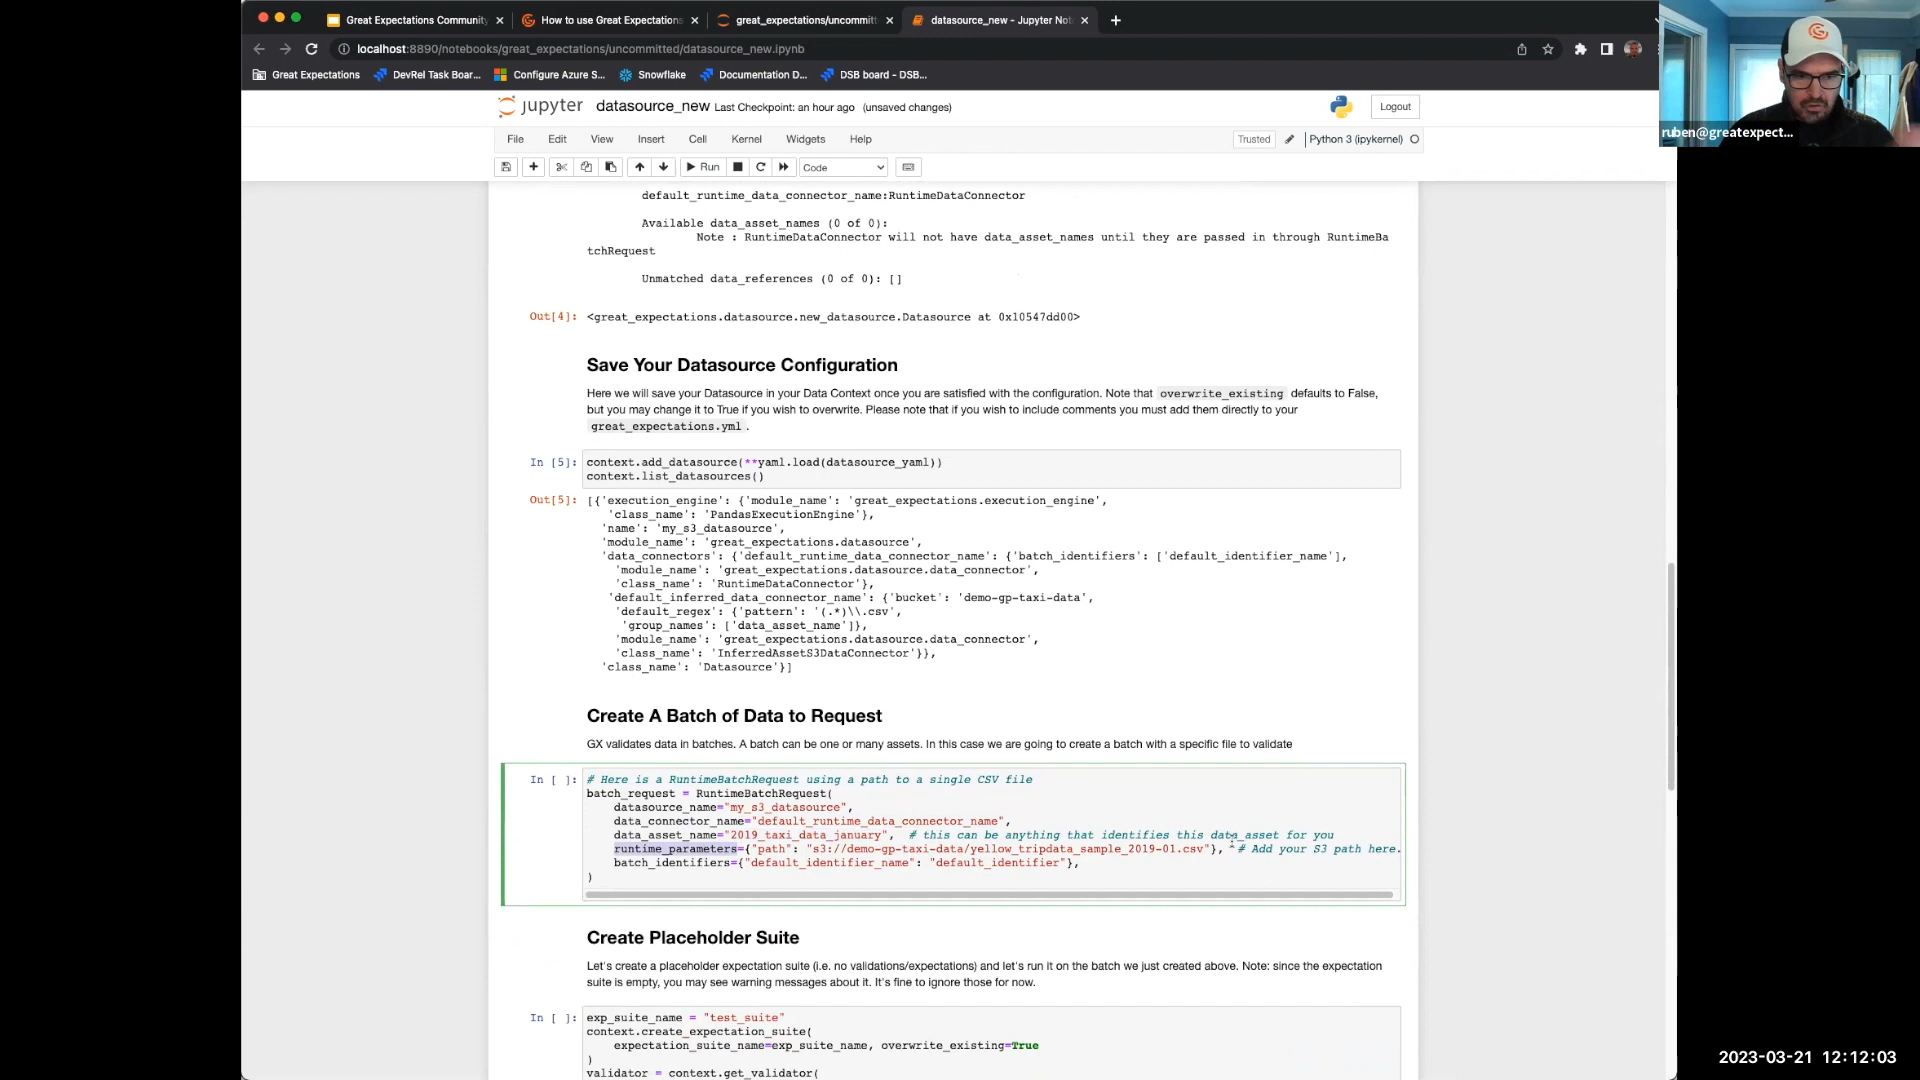 Great Expectations Community
How to use Great Expectations
great_expectations/uncommitt
datasource_new - Jupyter Not
localhost:8890/notebooks/great_expectations/uncommitted/datasource_new.ipynb
Great Expectations
DevRel Task Boar...
Configure Azure S...
Snowflake
Documentation D...
DSB board - DSB...
ruben@greatexpect...
jupyter datasource_new Last Checkpoint: an hour ago (unsaved changes)
Logout
File Edit View Insert Cell Kernel Widgets Help
Trusted
Python 3 (ipykernel)
Run
Code
default_runtime_data_connector_name:RuntimeDataConnector
Available data_asset_names (0 of 0):
Note : RuntimeDataConnector will not have data_asset_names until they are passed in through RuntimeBa
tchRequest
Unmatched data_references (0 of 0): []
Out[4]: <great_expectations.datasource.new_datasource.Datasource at 0x10547dd00>
Save Your Datasource Configuration
Here we will save your Datasource in your Data Context once you are satisfied with the configuration. Note that overwrite_existing defaults to False,
but you may change it to True if you wish to overwrite. Please note that if you wish to include comments you must add them directly to your
great_expectations.yml .
In [5]: context.add_datasource(**yaml.load(datasource_yaml))
context.list_datasources()
Out[5]: [{'execution_engine': {'module_name': 'great_expectations.execution_engine',
'class_name': 'PandasExecutionEngine'},
'name': 'my_s3_datasource',
'module_name': 'great_expectations.datasource',
'data_connectors': {'default_runtime_data_connector_name': {'batch_identifiers': ['default_identifier_name'],
'module_name': 'great_expectations.datasource.data_connector',
'class_name': 'RuntimeDataConnector'},
'default_inferred_data_connector_name': {'bucket': 'demo-gp-taxi-data',
'default_regex': {'pattern': '(.*)\\.csv',
'group_names': ['data_asset_name']},
'module_name': 'great_expectations.datasource.data_connector',
'class_name': 'InferredAssetS3DataConnector'}},
'class_name': 'Datasource'}]
Create A Batch of Data to Request
GX validates data in batches. A batch can be one or many assets. In this case we are going to create a batch with a specific file to validate
In [ ]: # Here is a RuntimeBatchRequest using a path to a single CSV file
batch_request = RuntimeBatchRequest(
datasource_name="my_s3_datasource",
data_connector_name="default_runtime_data_connector_name",
data_asset_name="2019_taxi_data_january", # this can be anything that identifies this data_asset for you
runtime_parameters={"path": "s3://demo-gp-taxi-data/yellow_tripdata_sample_2019-01.csv"}, # Add your S3 path here.
batch_identifiers={"default_identifier_name": "default_identifier"},
)
Create Placeholder Suite
Let's create a placeholder expectation suite (i.e. no validations/expectations) and let's run it on the batch we just created above. Note: since the expectation
suite is empty, you may see warning messages about it. It's fine to ignore those for now.
In [ ]: exp_suite_name = "test_suite"
context.create_expectation_suite(
expectation_suite_name=exp_suite_name, overwrite_existing=True
)
validator = context.get_validator(
2023-03-21 12:12:03